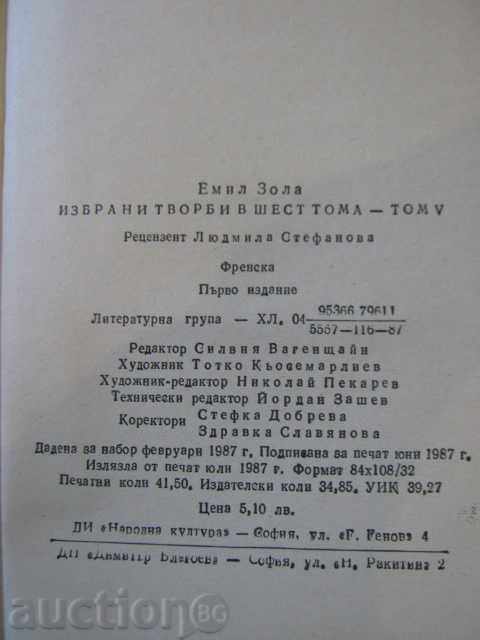 Емил Зола
ИЗБРАНИ ТВОРБИ В ШЕСТ ТОМА — ТОМ V
Рецензент Людмила Стефанова
Френска
Първо издание
Литературна група — ХЛ. 04 95366 79611
5557—116—87
Редактор Силвия Вагенщайн
Художник Тотко Кьосемарлиев
Художник-редактор Николай Пекарев
Технически редактор Йордан Зашев
Коректори Стефка Добрева
Здравка Славянова
Дадена за набор февруари 1987 г. Подписана за печат юни 1987 г.
Излязла от печат юли 1987 г. Формат 84х108/32
Печатни коли 41,50. Издателски коли 34,85. УИК 39,27
Цена 5,10 лв.
ДИ «Народна култура» — София, ул. «Г. Генов» 4
ДП «Димитър Благоев» — София, ул. «Н. Ракитин» 2
auctionBG